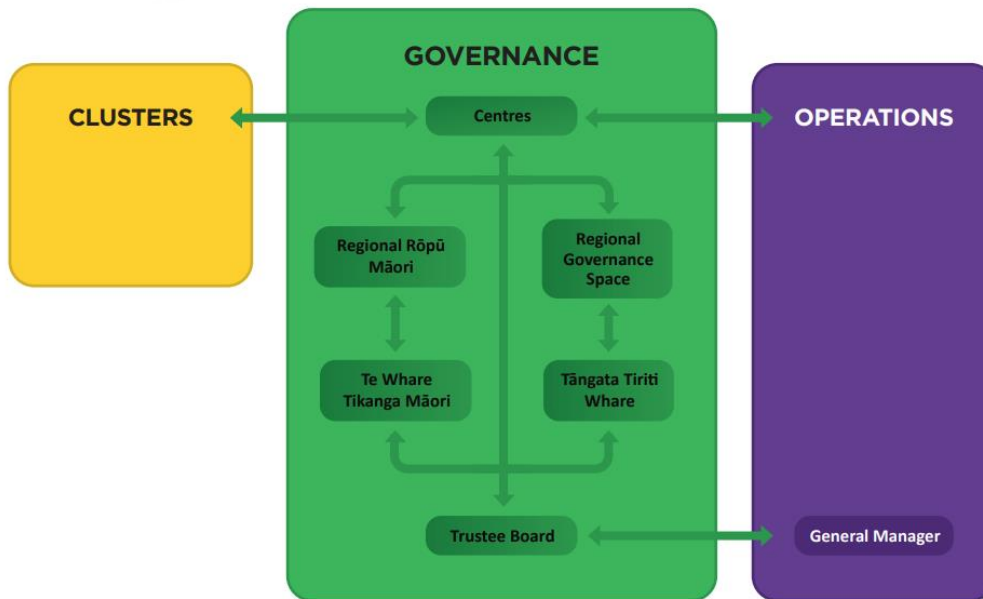 GOVERNANCE
CLUSTERS
Centres
OPERATIONS
Regional Rōpū
Māori
Regional
Governance
Space
Te Whare
Tikanga Māori
Tāngata Tiriti
Whare
Trustee Board
General Manager